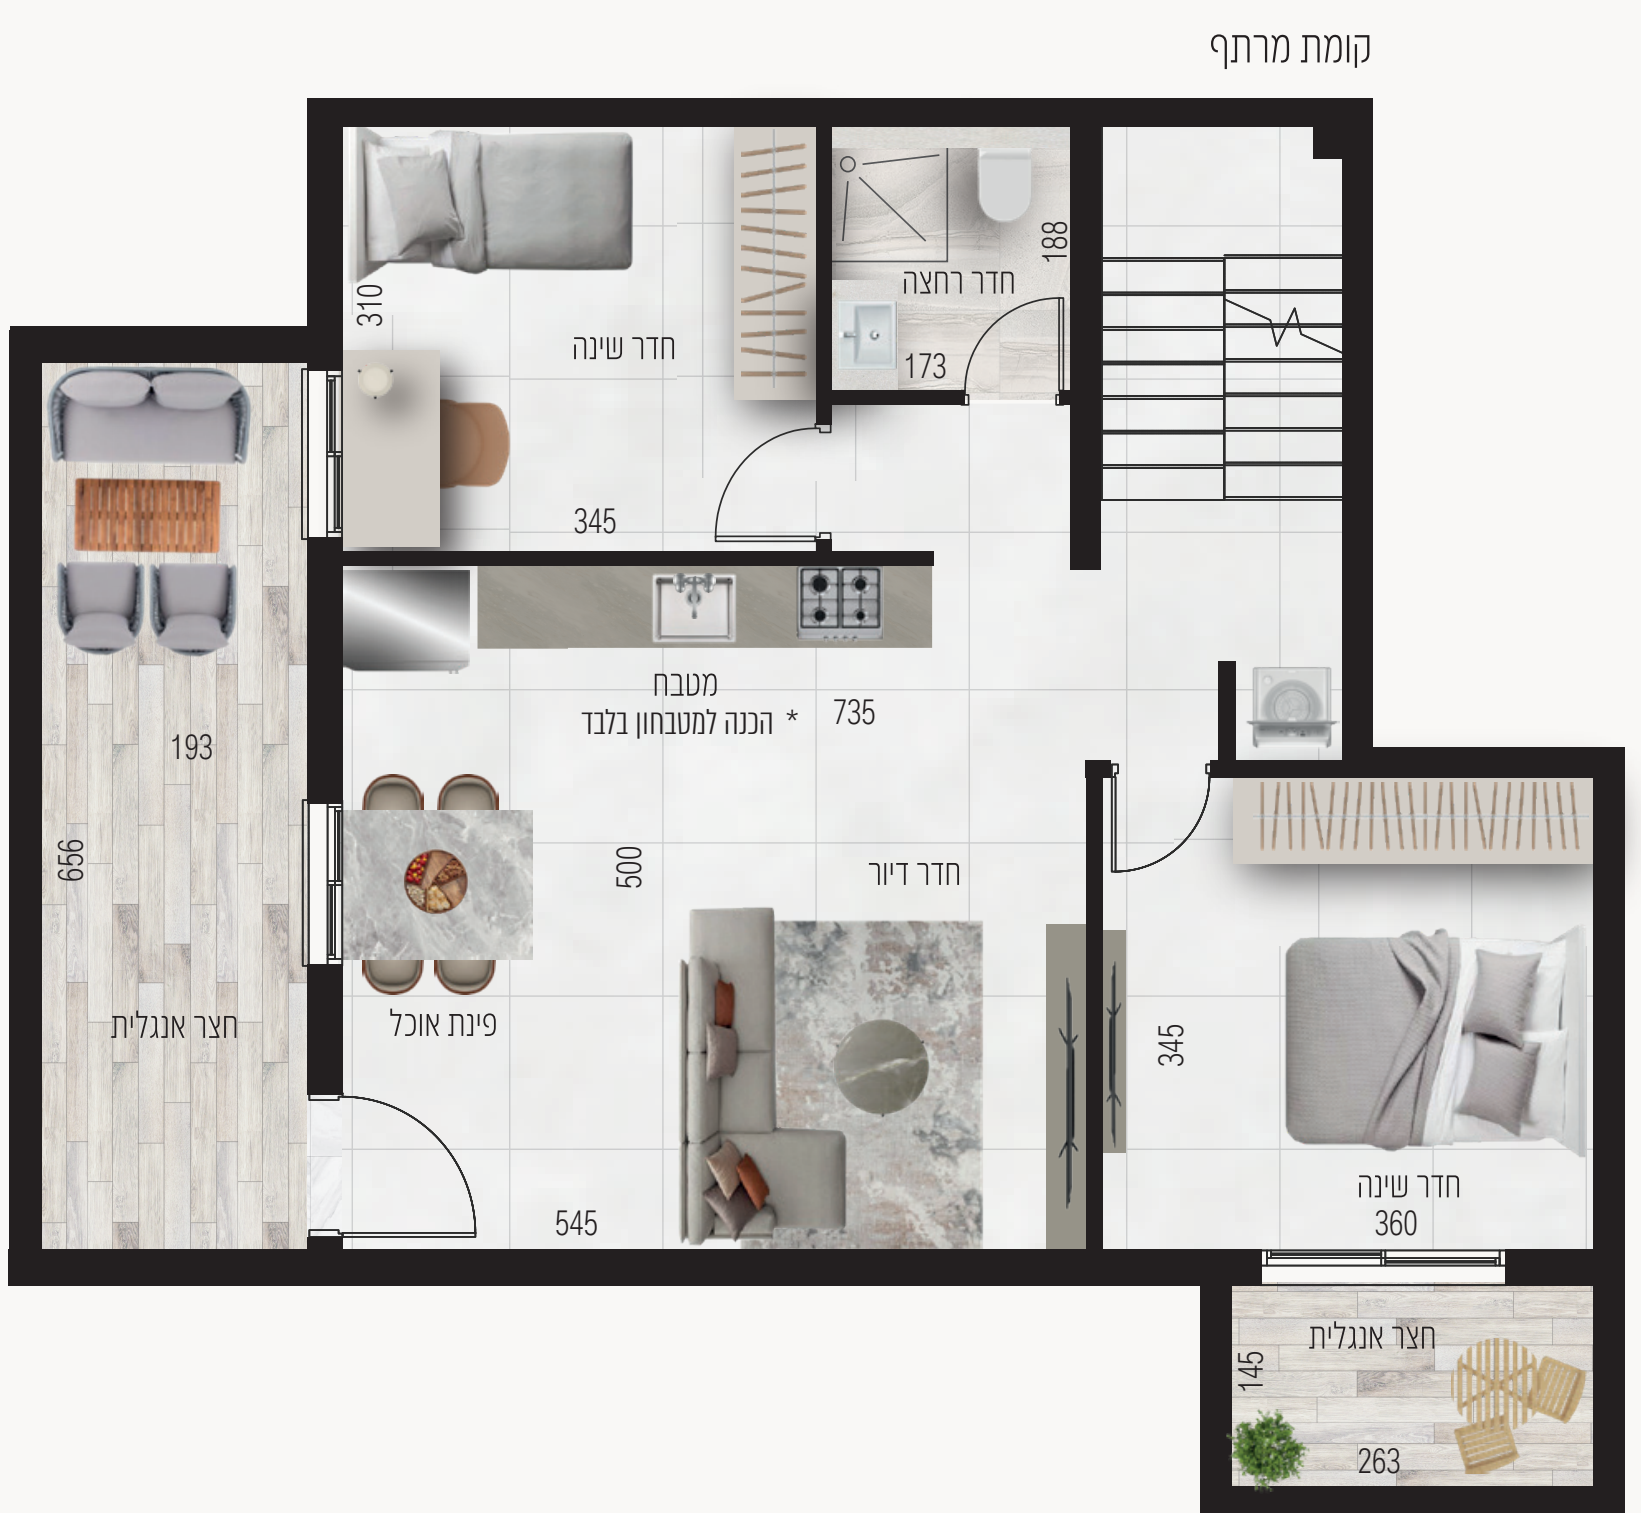 קומת מרתף
188
חדר רחצה
310
חדר שינה
173
345
מטבח
* הכנה למטבחון בלבד
735
193
656
500
חדר דיור
חצר אנגלית
פינת אוכל
345
חדר שינה
360
545
חצר אנגלית
145
263